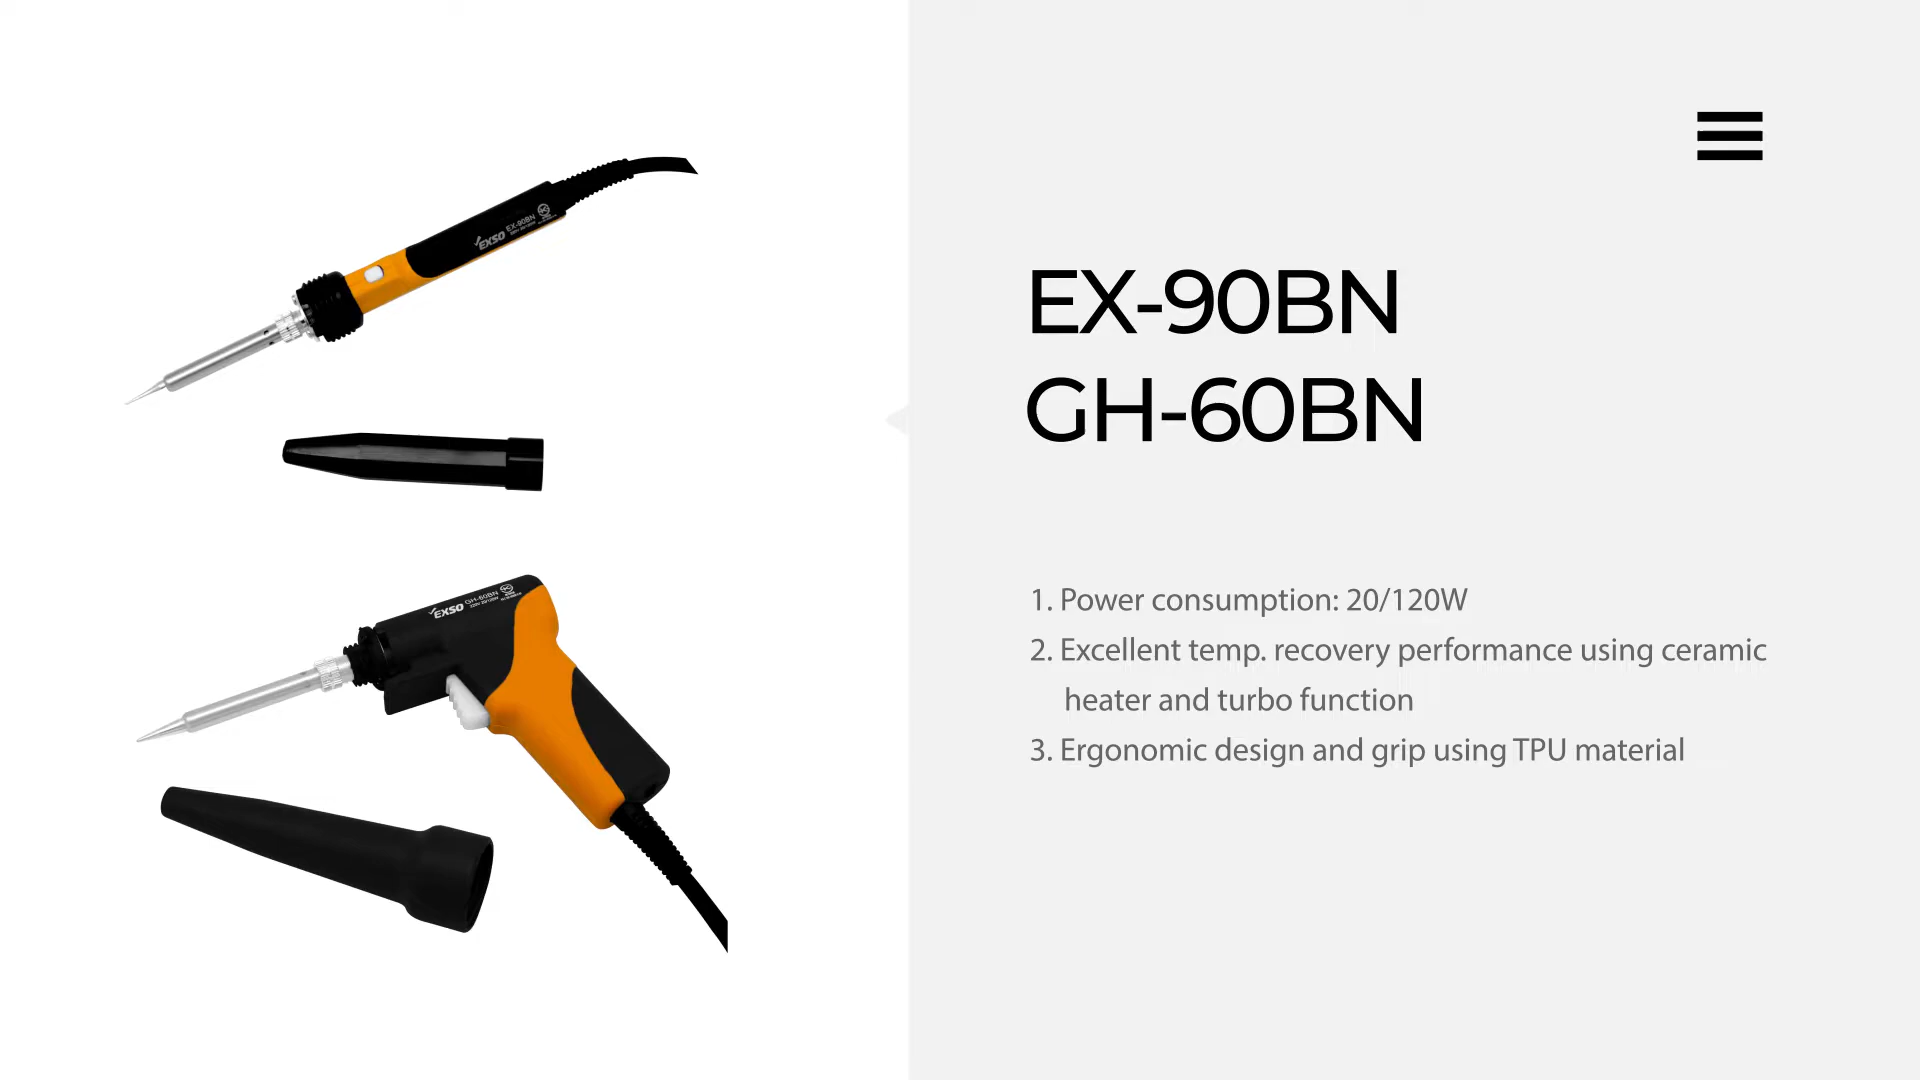 EXSO EX-90BN
EX-90BN
GH-60BN
EXSO GH-60BN
1. Power consumption: 20/120W
2. Excellent temp. recovery performance using ceramic
heater and turbo function
3. Ergonomic design and grip using TPU material